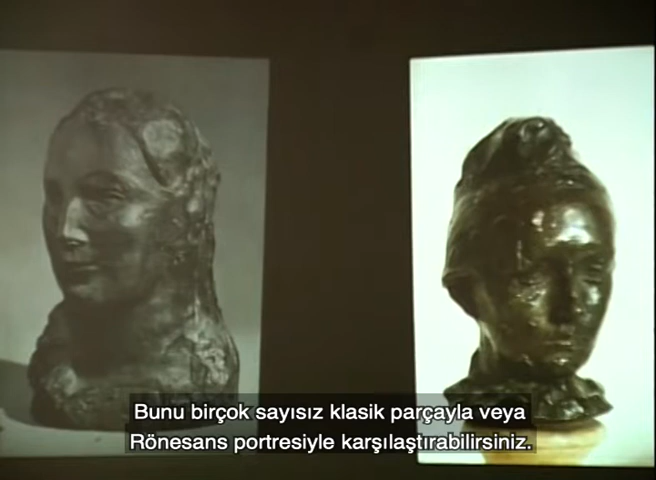 Bunu birçok sayısız klasik parçayla veya
Rönesans portresiyle karşılaştırabilirsiniz.